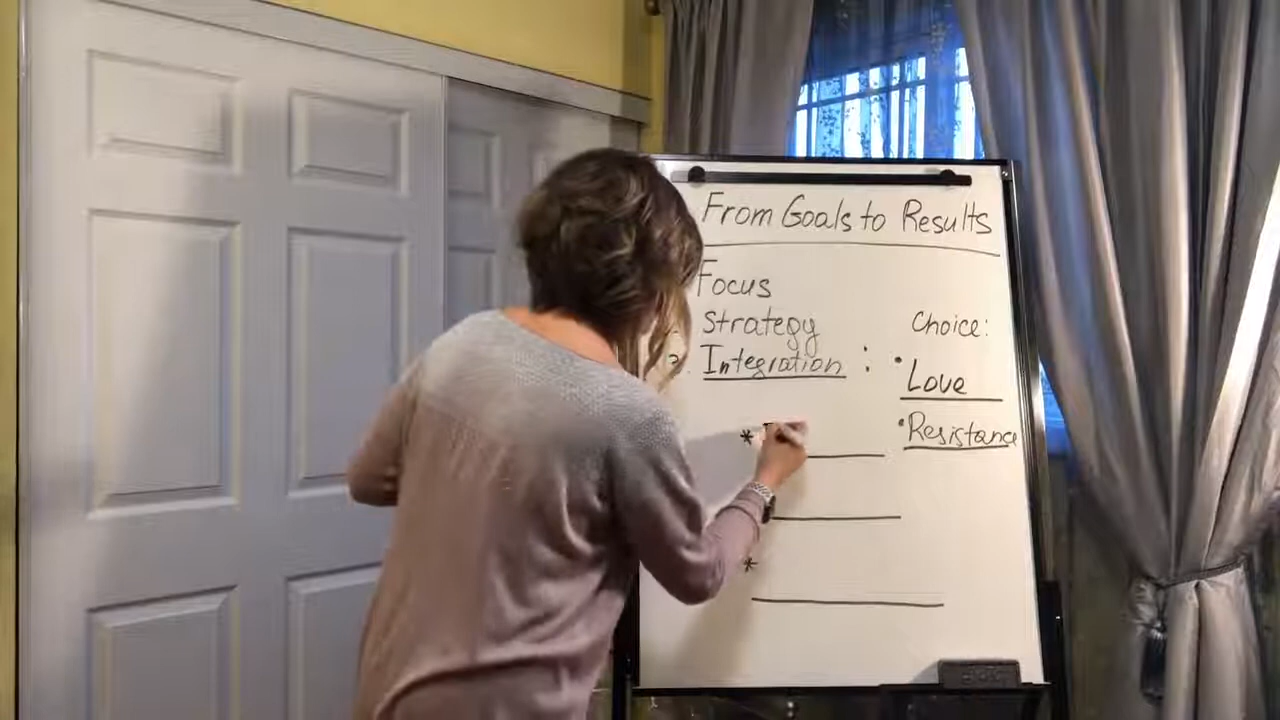 From Goals to Results
Focus
Strategy
Integration :
Choice:
• Love
• Resistance
*
*